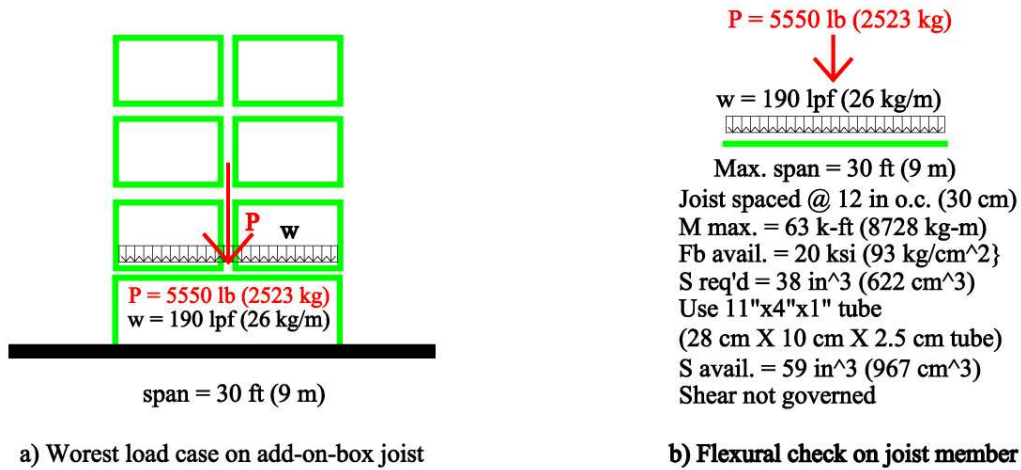 P
w
P = 5550 lb (2523 kg)
w = 190 lpf (26 kg/m)
span = 30 ft (9 m)
a) Worest load case on add-on-box joist
P = 5550 lb (2523 kg)
w = 190 lpf (26 kg/m)
Max. span = 30 ft (9 m)
Joist spaced @ 12 in o.c. (30 cm)
M max. = 63 k-ft (8728 kg-m)
Fb avail. = 20 ksi (93 kg/cm^2}
S req'd = 38 in^3 (622 cm^3)
Use 11"x4"x1" tube
(28 cm X 10 cm X 2.5 cm tube)
S avail. = 59 in^3 (967 cm^3)
Shear not governed
b) Flexural check on joist member